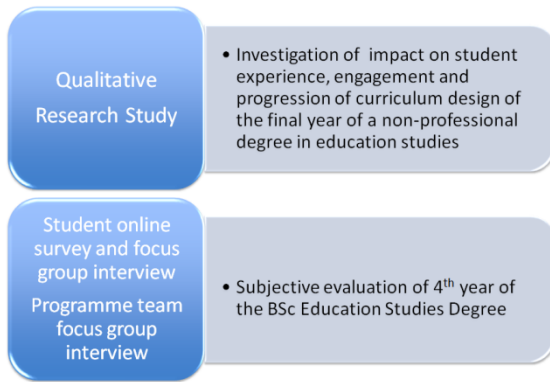 Qualitative
Research Study
• Investigation of impact on student
experience, engagement and
progression of curriculum design of
the final year of a non-professional
degree in education studies
Student online
survey and focus
group interview
Programme team
focus group
interview
• Subjective evaluation of 4th year of
the BSc Education Studies Degree